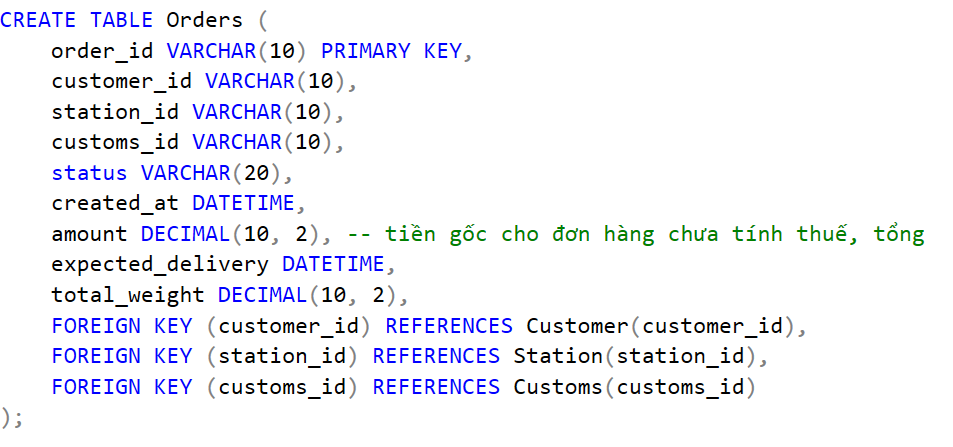 CREATE TABLE Orders (
    order_id VARCHAR(10) PRIMARY KEY,
    customer_id VARCHAR(10),
    station_id VARCHAR(10),
    customs_id VARCHAR(10),
    status VARCHAR(20),
    created_at DATETIME,
    amount DECIMAL(10, 2), -- tiền gốc cho đơn hàng chưa tính thuế, tổng
    expected_delivery DATETIME,
    total_weight DECIMAL(10, 2),
    FOREIGN KEY (customer_id) REFERENCES Customer(customer_id),
    FOREIGN KEY (station_id) REFERENCES Station(station_id),
    FOREIGN KEY (customs_id) REFERENCES Customs(customs_id)
);